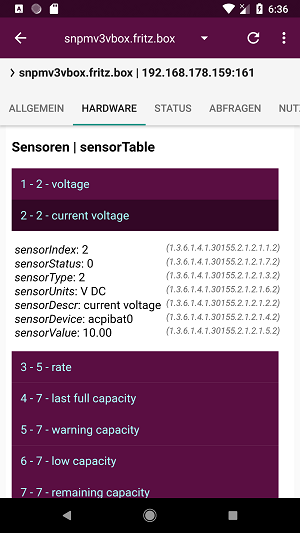 6:36
snpmv3vbox.fritz.box
snpmv3vbox.fritz.box | 192.168.178.159:161
ALLGEMEIN HARDWARE STATUS ABFRAGEN NUT
Sensoren | sensorTable
1 - 2 - voltage
2 - 2 - current voltage
sensorIndex: 2 (1.3.6.1.4.1.30155.2.1.2.1.1.2)
sensorStatus: 0 (1.3.6.1.4.1.30155.2.1.2.1.7.2)
sensorType: 2 (1.3.6.1.4.1.30155.2.1.2.1.3.2)
sensorUnits: V DC (1.3.6.1.4.1.30155.2.1.2.1.6.2)
sensorDescr: current voltage (1.3.6.1.4.1.30155.2.1.2.1.2.2)
sensorDevice: acpibat0 (1.3.6.1.4.1.30155.2.1.2.1.4.2)
sensorValue: 10.00 (1.3.6.1.4.1.30155.2.1.2.1.5.2)
3 - 5 - rate
4 - 7 - last full capacity
5 - 7 - warning capacity
6 - 7 - low capacity
7 - 7 - remaining capacity